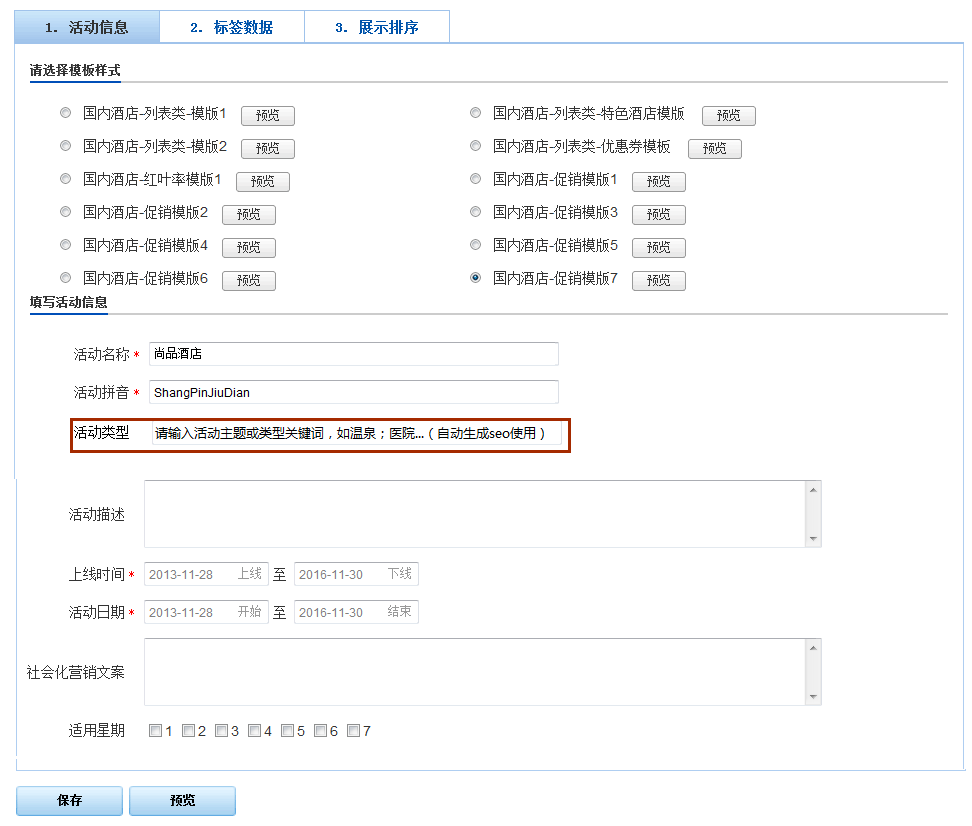 1. 活动信息 2. 标签数据 3. 展示排序
请选择模板样式
国内酒店-列表类-模版1 预览 国内酒店-列表类-特色酒店模版 预览
国内酒店-列表类-模版2 预览 国内酒店-列表类-优惠券模板 预览
国内酒店-红叶率模版1 预览 国内酒店-促销模版1 预览
国内酒店-促销模版2 预览 国内酒店-促销模版3 预览
国内酒店-促销模版4 预览 国内酒店-促销模版5 预览
国内酒店-促销模版6 预览 国内酒店-促销模版7 预览
填写活动信息
活动名称* 尚品酒店
活动拼音* ShangPinJiuDian
活动类型 请输入活动主题或类型关键词，如温泉；医院...（自动生成seo使用）
活动描述
上线时间* 2013-11-28 上线 至 2016-11-30 下线
活动日期* 2013-11-28 开始 至 2016-11-30 结束
社会化营销文案
适用星期 1 2 3 4 5 6 7
保存 预览